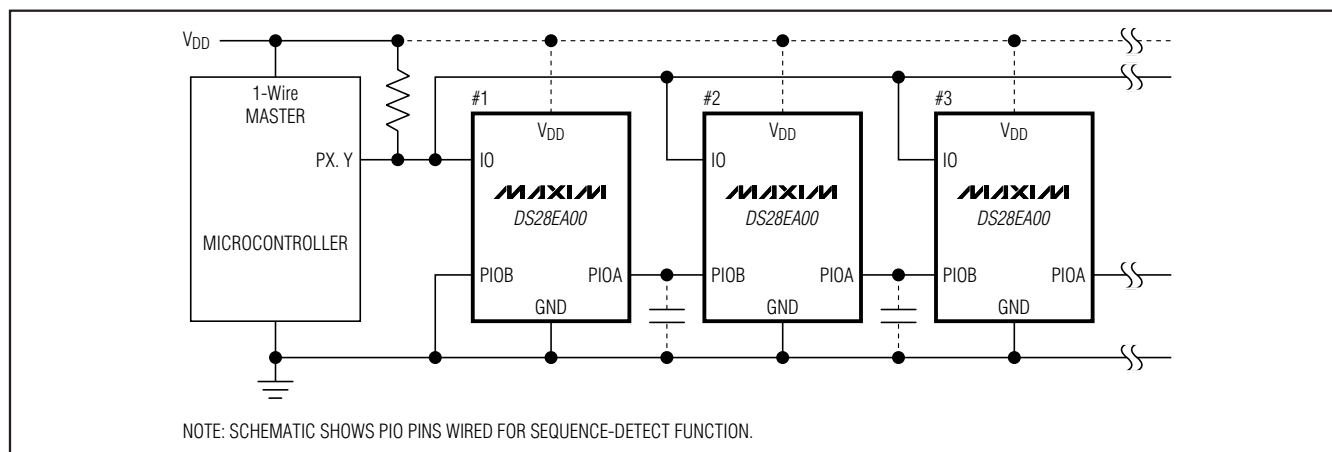 VDD
1-Wire
MASTER
PX. Y
MICROCONTROLLER
#1
VDD
IO
MAXIM
DS28EA00
PIOB
PIOA
GND
#2
VDD
IO
MAXIM
DS28EA00
PIOB
PIOA
GND
#3
VDD
IO
MAXIM
DS28EA00
PIOB
PIOA
GND
NOTE: SCHEMATIC SHOWS PIO PINS WIRED FOR SEQUENCE-DETECT FUNCTION.